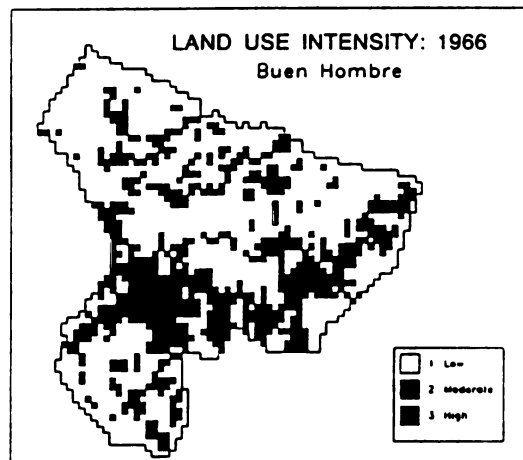 LAND USE INTENSITY: 1966
Buen Hombre
1 Low
2 Moderate
3 High